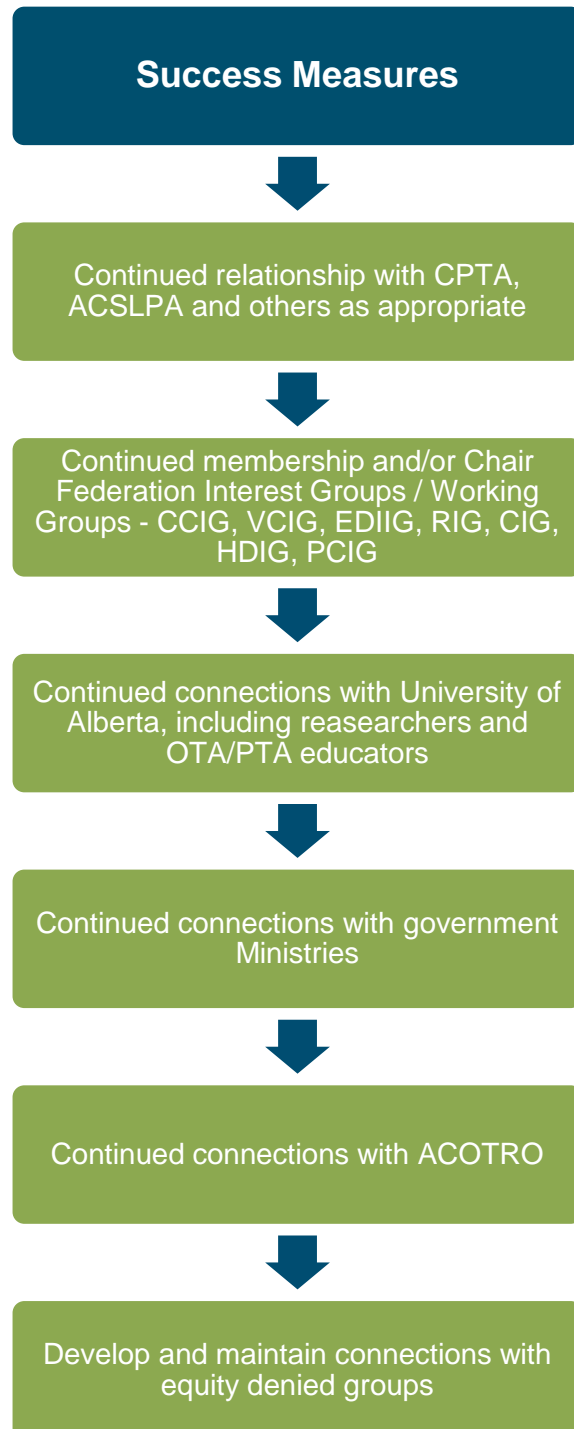 Success Measures
Continued relationship with CPTA,
ACSLPA and others as appropriate
Continued membership and/or Chair
Federation Interest Groups / Working
Groups - CCIG, VCIG, EDIIG, RIG, CIG,
HDIG, PCIG
Continued connections with University of
Alberta, including reasearchers and
OTA/PTA educators
Continued connections with government
Ministries
Continued connections with ACOTRO
Develop and maintain connections with
equity denied groups